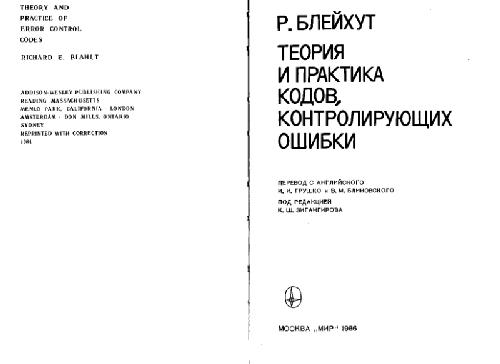 THEORY AND
PRACTICE OF
ERROR CONTROL
CODES
RICHARD E. BLAHUT
ADDISON-WESLEY PUBLISHING COMPANY
READING MASSACHUSETTS
MENLO PARK, CALIFORNIA · LONDON
AMSTERDAM · DON MILLS, ONTARIO
SYDNEY
REPRINTED WITH CORRECTION
1984
Р. БЛЕЙХУТ
ТЕОРИЯ
И ПРАКТИКА
КОДОВ,
КОНТРОЛИРУЮЩИХ
ОШИБКИ
ПЕРЕВОД С АНГЛИЙСКОГО
И. И. ГРУШКО и В. М. БЛИНОВСКОГО
ПОД РЕДАКЦИЕЙ
К. Ш. ЗИГАНГИРОВА
МОСКВА „МИР" 1986